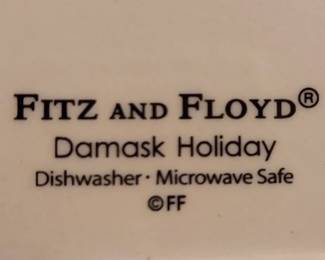 FITZ AND FLOYD®
Damask Holiday
Dishwasher · Microwave Safe
©FF